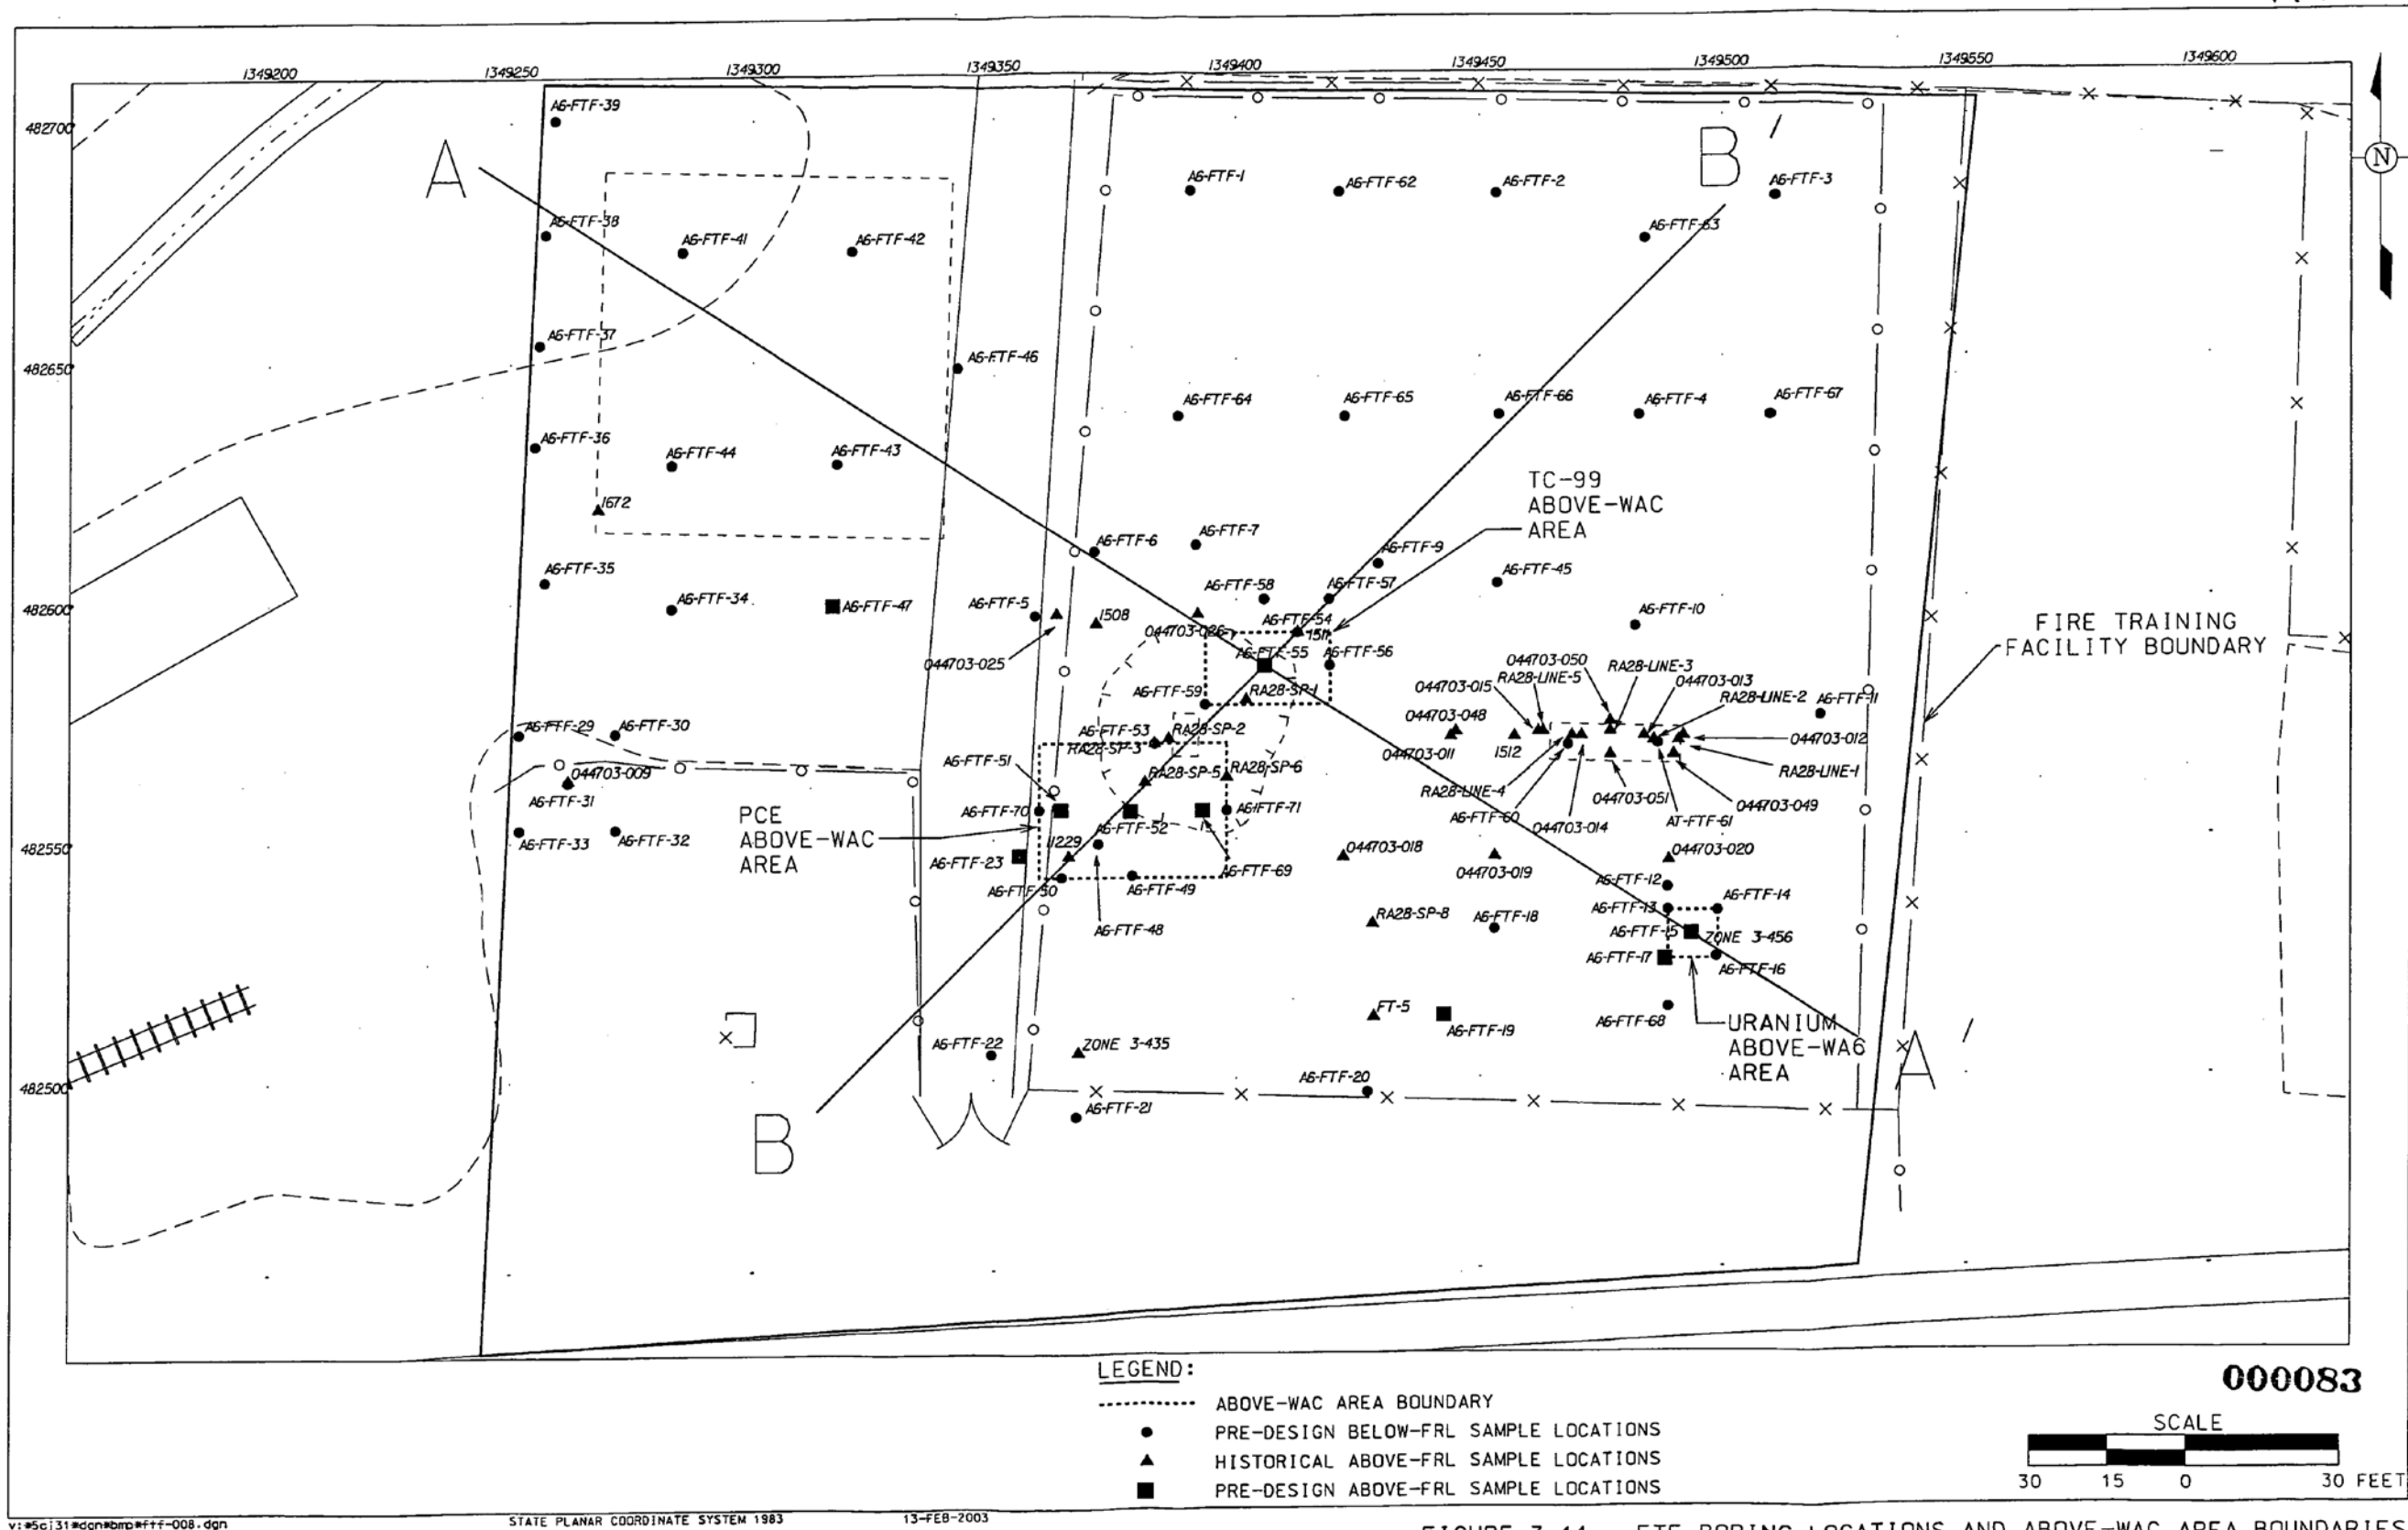 1349200
1349250
1349300
1349350
1349400
1349450
1349500
1349550
1349600
482700
482650
482600
482550
482500
N
A
B'
A6-FTF-39
A6-FTF-1
A6-FTF-62
A6-FTF-2
A6-FTF-3
A6-FTF-38
A6-FTF-41
A6-FTF-42
A6-FTF-63
A6-FTF-37
A6-FTF-46
A6-FTF-64
A6-FTF-65
A6-FTF-66
A6-FTF-4
A6-FTF-67
A6-FTF-36
A6-FTF-44
A6-FTF-43
1672
TC-99
ABOVE-WAC
AREA
A6-FTF-6
A6-FTF-7
A6-FTF-9
A6-FTF-45
A6-FTF-35
A6-FTF-34
A6-FTF-47
A6-FTF-5
1508
A6-FTF-58
A6-FTF-57
A6-FTF-10
044703-026
A6-FTF-54
1511
044703-025
A6-FTF-55
A6-FTF-56
FIRE TRAINING
FACILITY BOUNDARY
A6-FTF-59
RA28-SP-1
044703-050
RA28-LINE-3
044703-015
RA28-LINE-5
044703-013
RA28-LINE-2
A6-FTF-11
044703-048
044703-011
1512
044703-012
RA28-LINE-1
RA28-LINE-4
044703-051
044703-049
A6-FTF-60
044703-014
AT-FTF-61
A6-FTF-29
A6-FTF-30
044703-009
A6-FTF-31
A6-FTF-33
A6-FTF-32
A6-FTF-53
RA28-SP-2
RA28-SP-3
A6-FTF-51
RA28-SP-5
RA28-SP-6
A6-FTF-70
A6-FTF-71
A6-FTF-52
PCE
ABOVE-WAC
AREA
11229
A6-FTF-23
A6-FTF-69
A6-FTF-50
A6-FTF-49
A6-FTF-48
044703-018
044703-019
044703-020
A6-FTF-12
A6-FTF-14
A6-FTF-13
RA28-SP-8
A6-FTF-18
A6-FTF-15
ZONE 3-456
A6-FTF-17
A6-FTF-16
FT-5
A6-FTF-19
A6-FTF-68
URANIUM
ABOVE-WA6
AREA
A'
A6-FTF-22
ZONE 3-435
A6-FTF-20
A6-FTF-21
B
LEGEND:
ABOVE-WAC AREA BOUNDARY
PRE-DESIGN BELOW-FRL SAMPLE LOCATIONS
HISTORICAL ABOVE-FRL SAMPLE LOCATIONS
PRE-DESIGN ABOVE-FRL SAMPLE LOCATIONS
000083
SCALE
30 15 0 30 FEET
v:#5cj31#dgn#bmp#ftf-008.dgn
STATE PLANAR COORDINATE SYSTEM 1983
13-FEB-2003